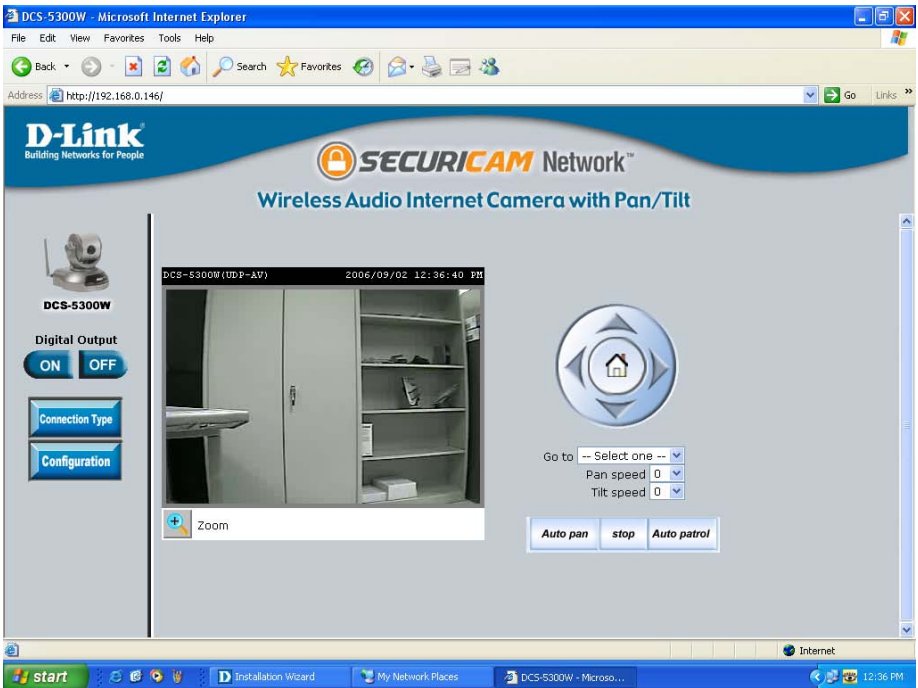 DCS-5300W - Microsoft Internet Explorer
File Edit View Favorites Tools Help
Back Search Favorites
Address http://192.168.0.146/ Go Links »
D-Link
Building Networks for People
SECURICAM Network™
Wireless Audio Internet Camera with Pan/Tilt
DCS-5300W
Digital Output
ON OFF
Connection Type
Configuration
DCS-5300W(UDP-AV) 2006/09/02 12:36:40 PM
Zoom
Go to -- Select one --
Pan speed 0
Tilt speed 0
Auto pan stop Auto patrol
Internet
start Installation Wizard My Network Places DCS-5300W - Microso... 12:36 PM